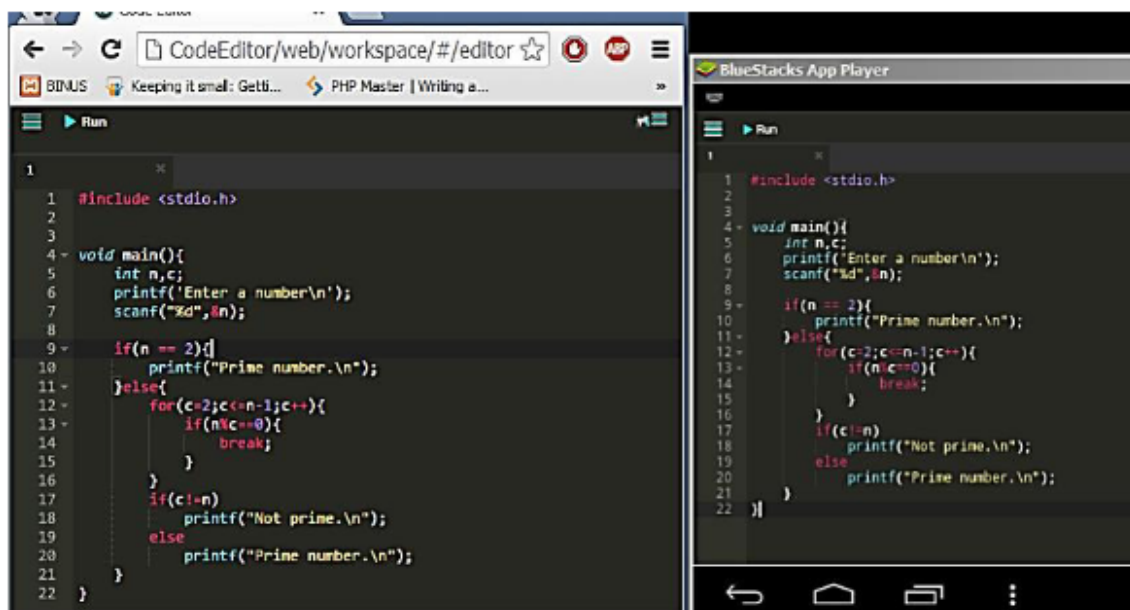 Code Editor
CodeEditor/web/workspace/#/editor
ABP
BINUS Keeping it small: Getti... PHP Master | Writing a... »
Run
1
1 #include <stdio.h>
2
3
4 void main(){
5 int n,c;
6 printf('Enter a number\n');
7 scanf("%d",&n);
8
9 if(n == 2){
10 printf("Prime number.\n");
11 }else{
12 for(c=2;c<=n-1;c++){
13 if(n%c==0){
14 break;
15 }
16 }
17 if(c!=n)
18 printf("Not prime.\n");
19 else
20 printf("Prime number.\n");
21 }
22 }
BlueStacks App Player
Run
1
1 #include <stdio.h>
2
3
4 void main(){
5 int n,c;
6 printf('Enter a number\n');
7 scanf("%d",&n);
8
9 if(n == 2){
10 printf("Prime number.\n");
11 }else{
12 for(c=2;c<=n-1;c++){
13 if(n%c==0){
14 break;
15 }
16 }
17 if(c!=n)
18 printf("Not prime.\n");
19 else
20 printf("Prime number.\n");
21 }
22 }